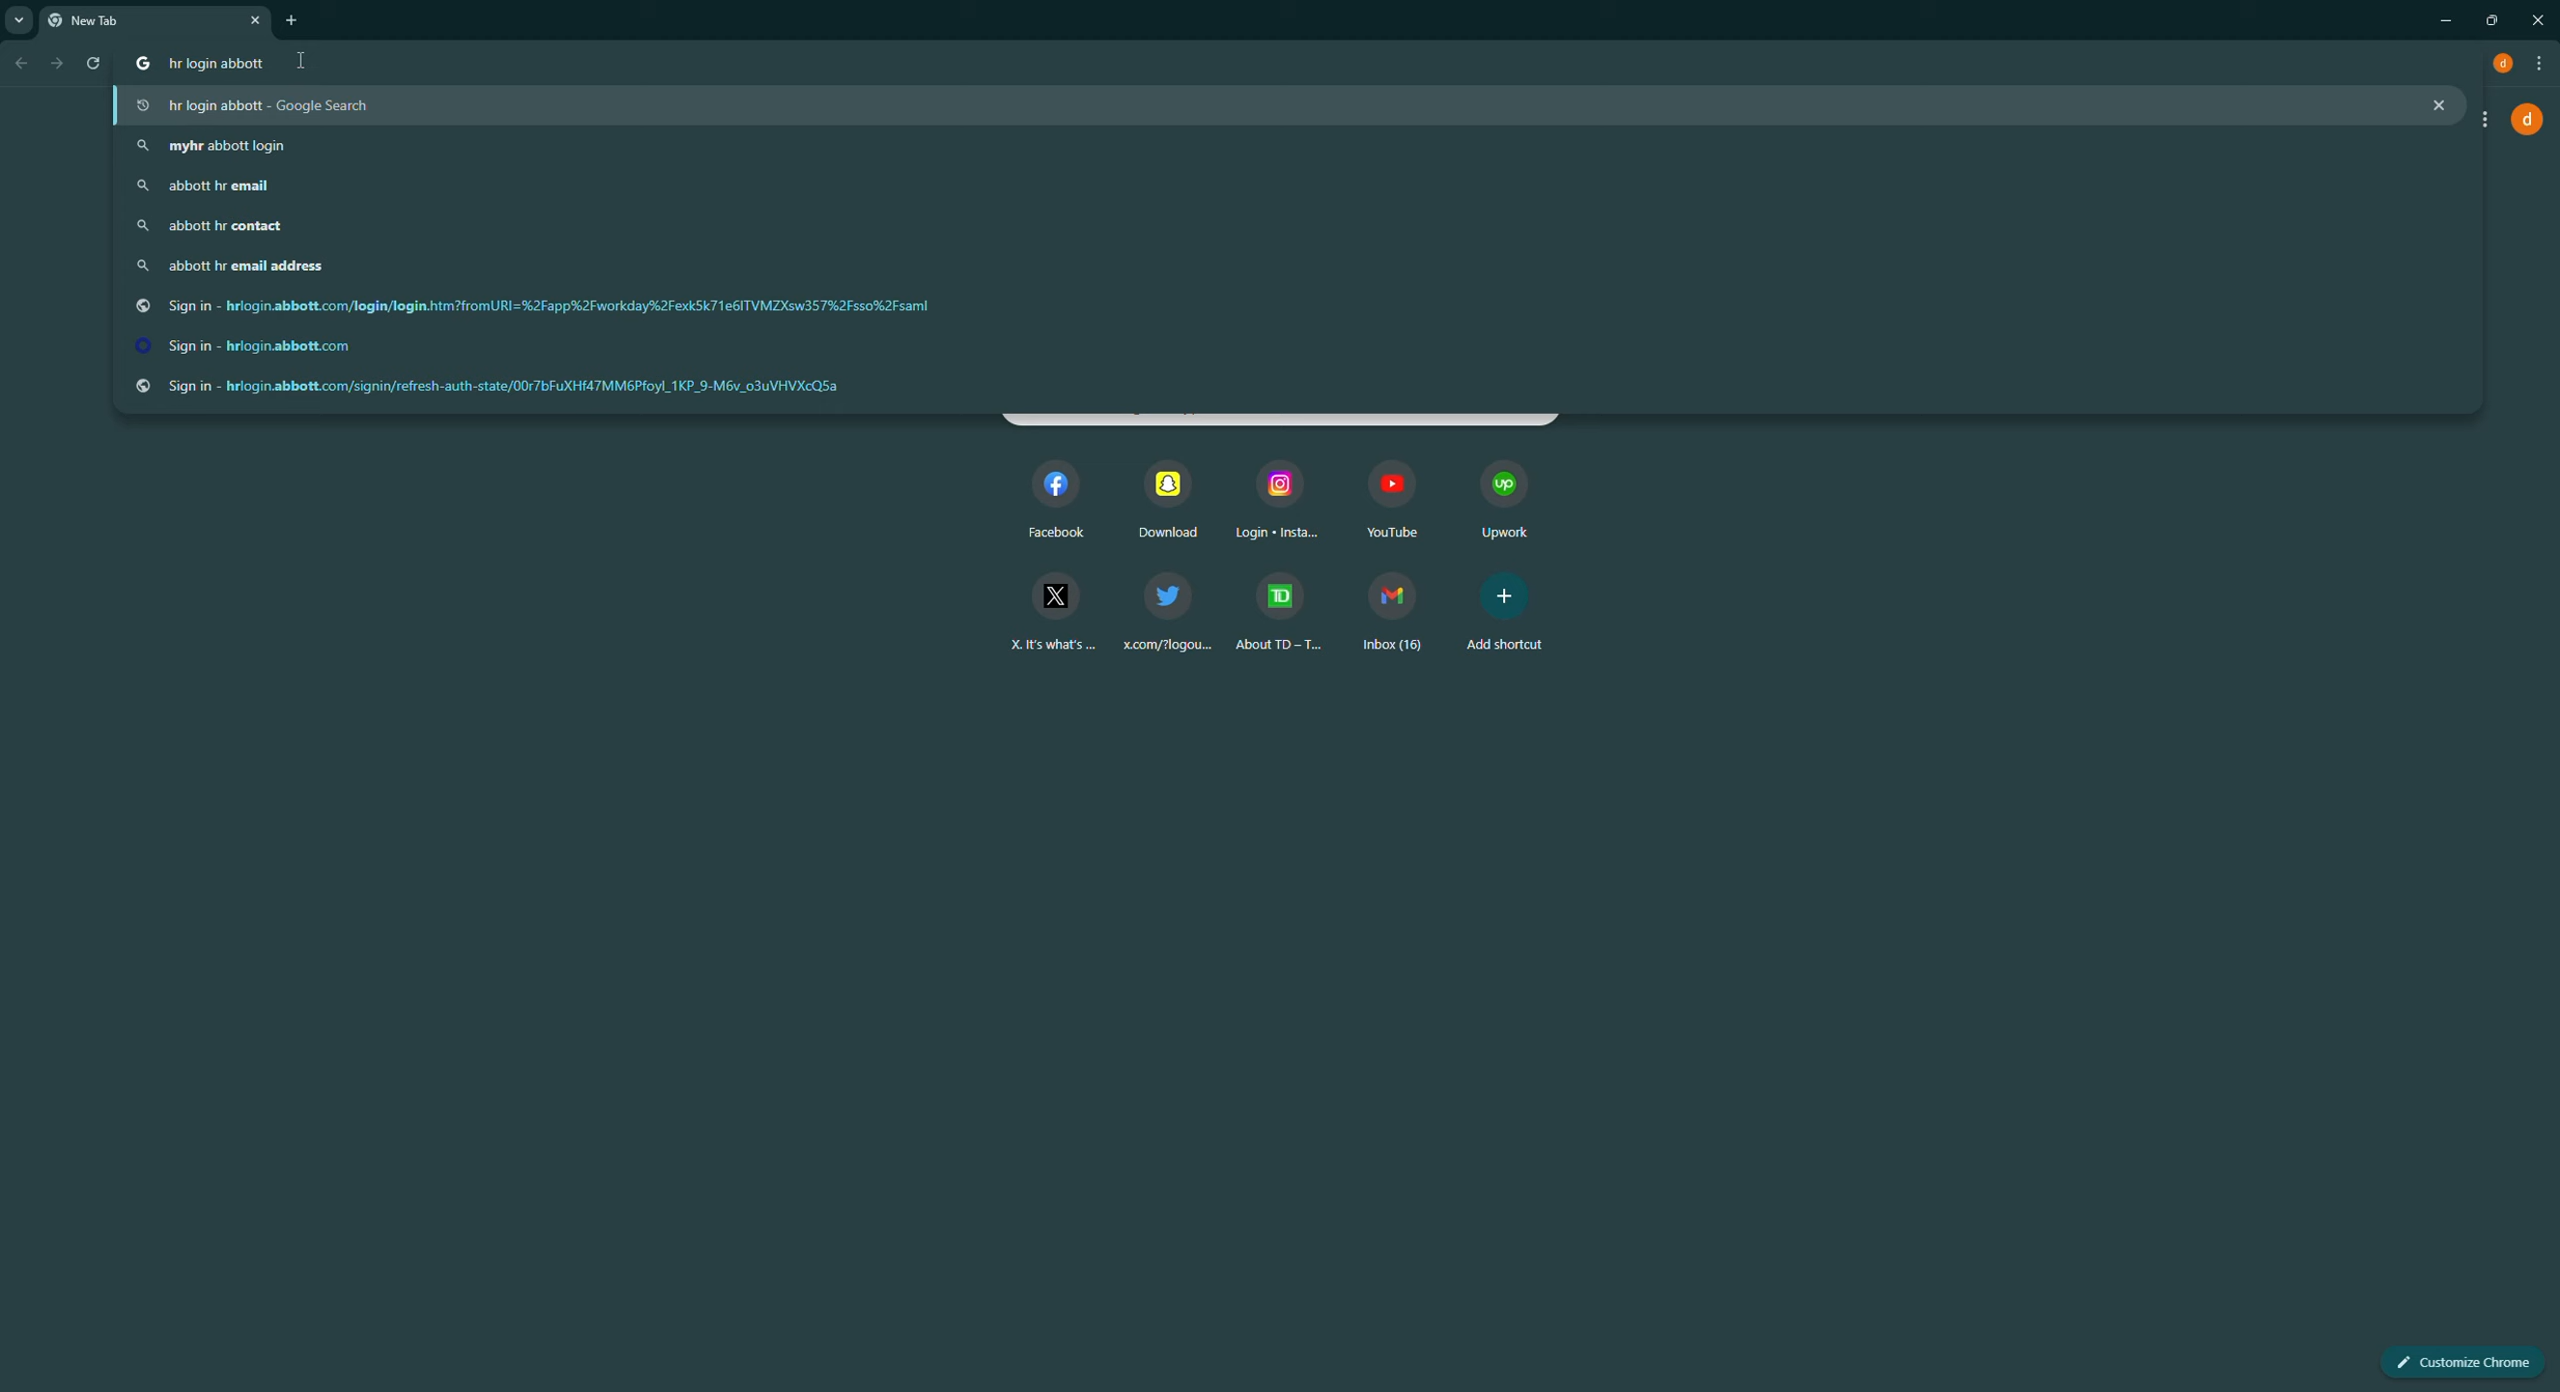 New Tab
hr login abbott
hr login abbott - Google Search
myhr abbott login
abbott hr email
d
abbott hr contact
abbott hr email address
Sign in - hrlogin.abbott.com/login/login.htm?fromURI=%2Fapp%2Fworkday%2Fexk5k71e6ITVMZXsw357%2Fsso%2Fsaml
Sign in - hrlogin.abbott.com
Sign in - hrlogin.abbott.com/signin/refresh-auth-state/00r7bFuXHf47MM6Pfoyl_1KP_9-M6v_o3uVHVXcQ5a
Facebook
Download
Login • Insta...
YouTube
Upwork
X. It's what's ...
x.com/?logou...
About TD – T...
Inbox (16)
Add shortcut
Customize Chrome